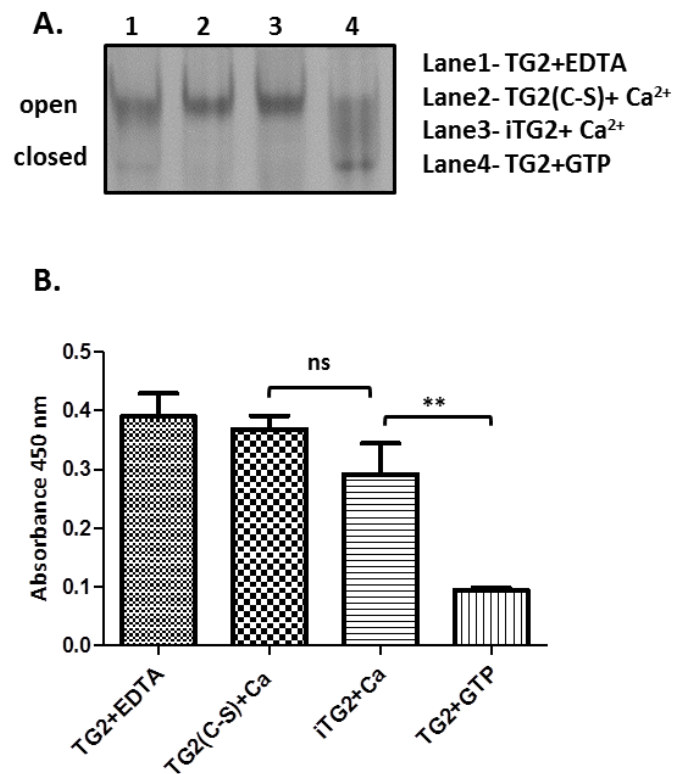 A.
1 2 3 4
open
closed
Lane1- TG2+EDTA
Lane2- TG2(C-S)+ Ca²⁺
Lane3- iTG2+ Ca²⁺
Lane4- TG2+GTP
B.
Absorbance 450 nm
0.5
0.4
0.3
0.2
0.1
0.0
ns
**
TG2+EDTA
TG2(C-S)+Ca
iTG2+Ca
TG2+GTP